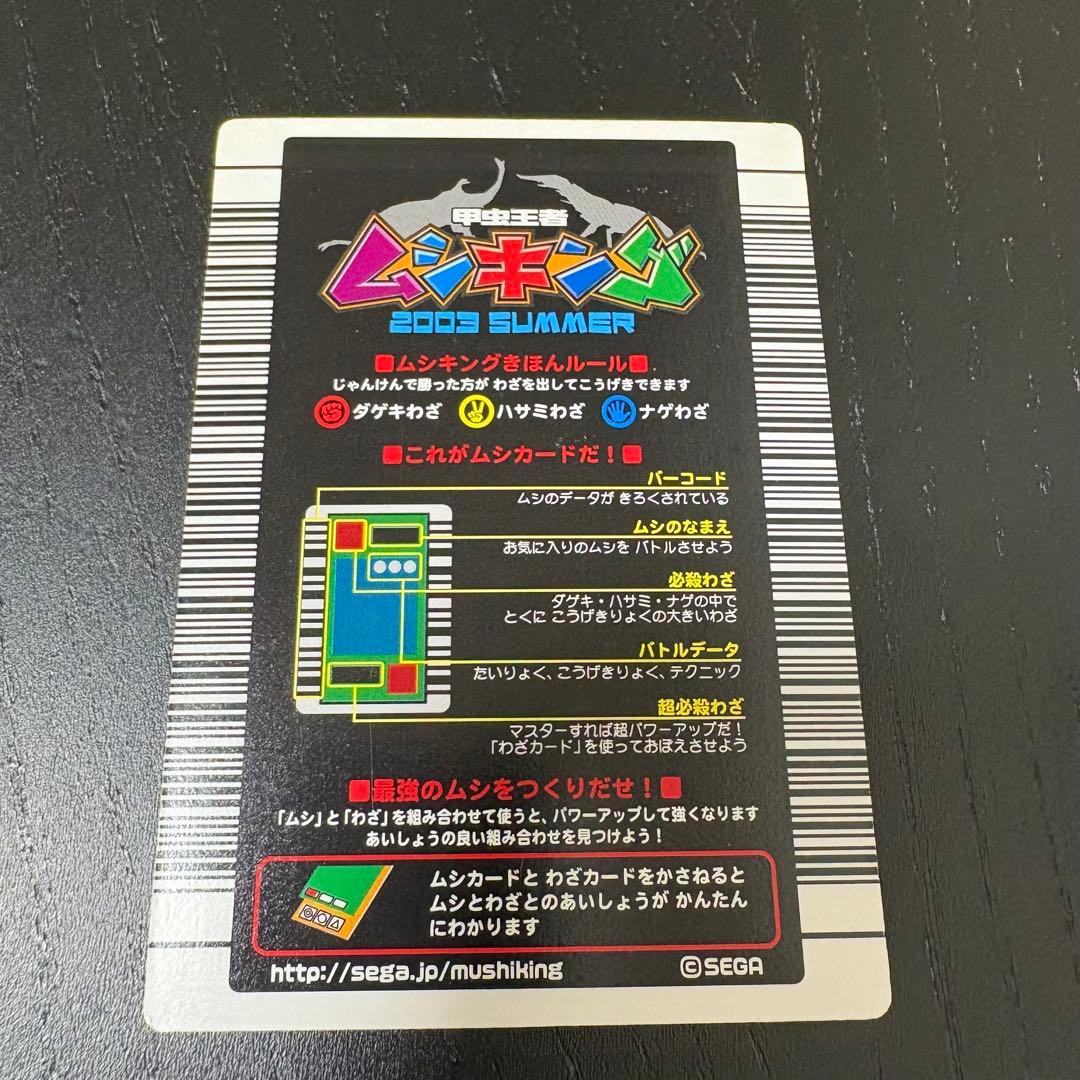 甲虫王者
ムシキング
2003 SUMMER
■ムシキングきほんルール■
じゃんけんで勝った方が わざを出してこうげきできます
ダゲキわざ ハサミわざ ナゲわざ
■これがムシカードだ！■
バーコード
ムシのデータが きろくされている
ムシのなまえ
お気に入りのムシを バトルさせよう
必殺わざ
ダゲキ・ハサミ・ナゲの中で
とくに こうげきりょくの大きいわざ
バトルデータ
たいりょく、こうげきりょく、テクニック
超必殺わざ
マスターすれば超パワーアップだ！
「わざカード」を使っておぼえさせよう
■最強のムシをつくりだせ！■
「ムシ」と「わざ」を組み合わせて使うと、パワーアップして強くなります
あいしょうの良い組み合わせを見つけよう！
ムシカードと わざカードをかさねると
ムシとわざとのあいしょうが かんたん
にわかります
http://sega.jp/mushiking ©SEGA